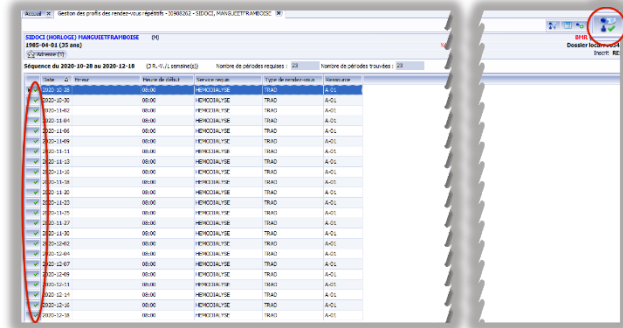 Accueil Gestion des profils des rendez-vous répétitifs - J0908262 - SIDOCI, MANGUIETFRAMBOISE
SIDOCI (HORLOGE) MANGUIETFRAMBOISE (M)
1985-04-01 (35 ans)
Dossier local
Adresse (?)
Inscrit RE
Séquence du 2020-10-28 au 2020-12-18 Nombre de périodes requises : 23 Nombre de périodes trouvées : 23
Date Erreur Heure de début Service requis Type de rendez-vous Ressource
2020-10-28 08:00 HEMODIALYSE TRAD A-01
2020-10-30 08:00 HEMODIALYSE TRAD A-01
2020-11-02 08:00 HEMODIALYSE TRAD A-01
2020-11-04 08:00 HEMODIALYSE TRAD A-01
2020-11-06 08:00 HEMODIALYSE TRAD A-01
2020-11-09 08:00 HEMODIALYSE TRAD A-01
2020-11-11 08:00 HEMODIALYSE TRAD A-01
2020-11-13 08:00 HEMODIALYSE TRAD A-01
2020-11-16 08:00 HEMODIALYSE TRAD A-01
2020-11-18 08:00 HEMODIALYSE TRAD A-01
2020-11-20 08:00 HEMODIALYSE TRAD A-01
2020-11-23 08:00 HEMODIALYSE TRAD A-01
2020-11-25 08:00 HEMODIALYSE TRAD A-01
2020-11-27 08:00 HEMODIALYSE TRAD A-01
2020-11-30 08:00 HEMODIALYSE TRAD A-01
2020-12-02 08:00 HEMODIALYSE TRAD A-01
2020-12-04 08:00 HEMODIALYSE TRAD A-01
2020-12-07 08:00 HEMODIALYSE TRAD A-01
2020-12-09 08:00 HEMODIALYSE TRAD A-01
2020-12-11 08:00 HEMODIALYSE TRAD A-01
2020-12-14 08:00 HEMODIALYSE TRAD A-01
2020-12-16 08:00 HEMODIALYSE TRAD A-01
2020-12-18 08:00 HEMODIALYSE TRAD A-01